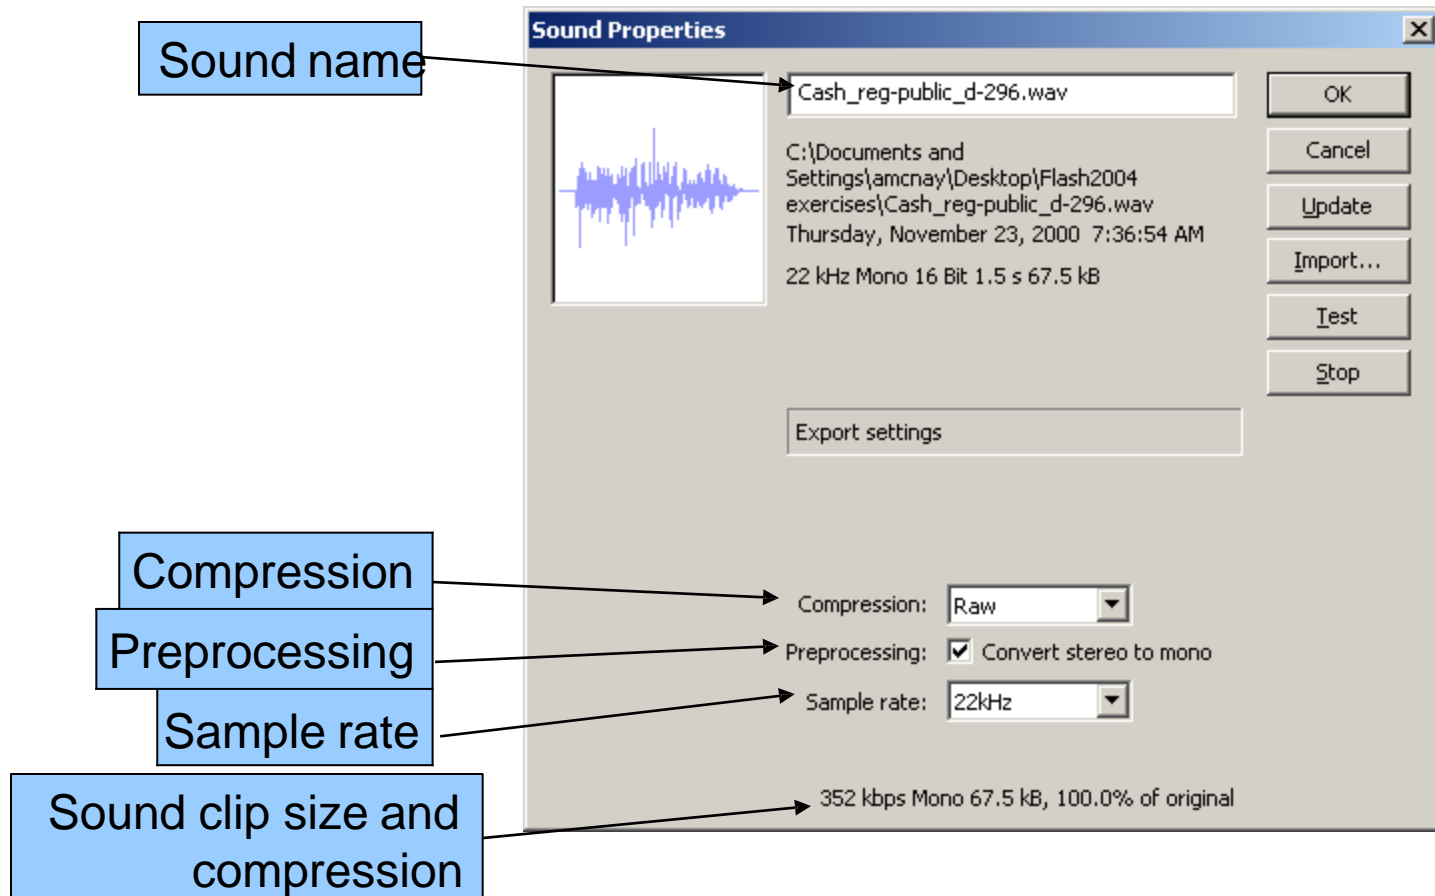 Sound Properties
Sound name
Cash_reg-public_d-296.wav
OK
C:\Documents and
Settings\amcnay\Desktop\Flash2004
exercises\Cash_reg-public_d-296.wav
Thursday, November 23, 2000 7:36:54 AM
22 kHz Mono 16 Bit 1.5 s 67.5 kB
Cancel
Update
Import...
Test
Stop
Export settings
Compression
Compression: Raw
Preprocessing
Preprocessing: Convert stereo to mono
Sample rate
Sample rate: 22kHz
Sound clip size and
compression
352 kbps Mono 67.5 kB, 100.0% of original